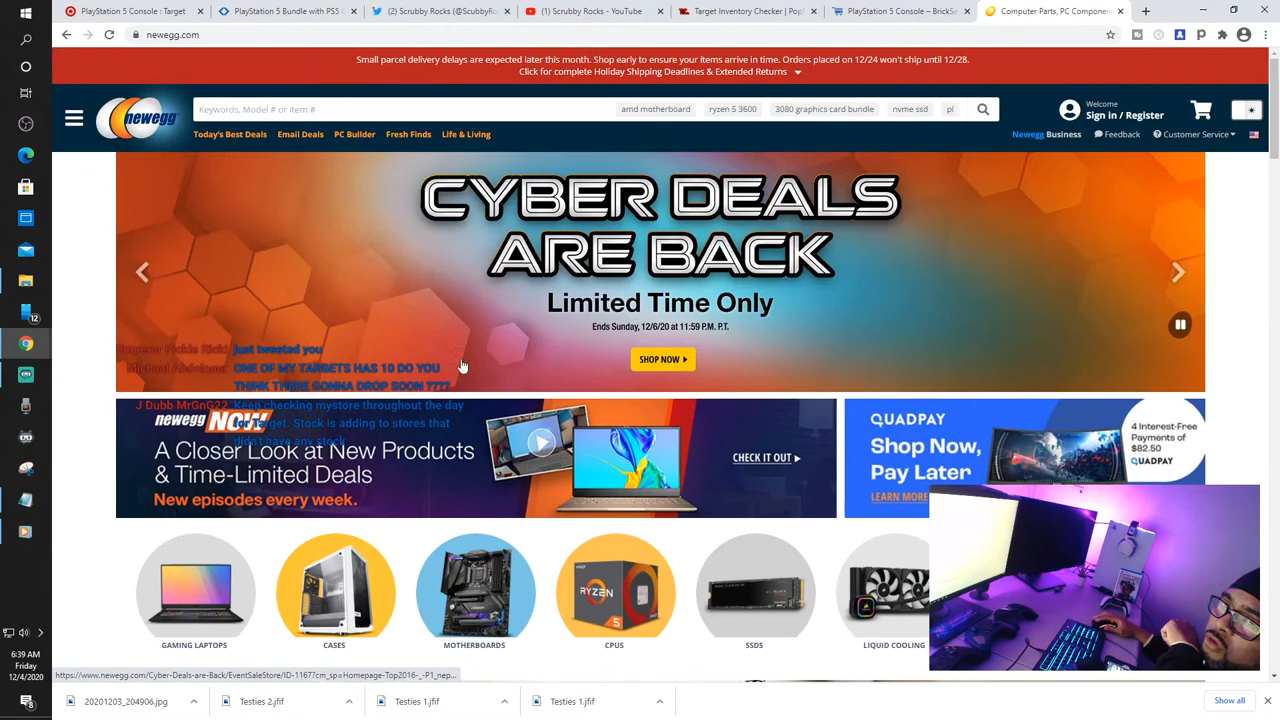 PlayStation 5 Console : Target
PlayStation 5 Bundle with PS5 C
(2) Scrubby Rocks (@ScubbyRo
(1) Scrubby Rocks - YouTube
Target Inventory Checker | Pop!
PlayStation 5 Console – BrickSe
Computer Parts, PC Componen
newegg.com
Small parcel delivery delays are expected later this month. Shop early to ensure your items arrive in time. Orders placed on 12/24 won't ship until 12/28.
Click for complete Holiday Shipping Deadlines & Extended Returns
newegg
Keywords, Model # or Item #
amd motherboard
ryzen 5 3600
3080 graphics card bundle
nvme ssd
pl
Welcome
Sign in / Register
Today's Best Deals
Email Deals
PC Builder
Fresh Finds
Life & Living
Newegg Business
Feedback
Customer Service
CYBER DEALS
ARE BACK
Limited Time Only
Ends Sunday, 12/6/20 at 11:59 P.M. P.T.
SHOP NOW
Just tweeted you
ONE OF MY TARGETS HAS 10 DO YOU
THINK THERE GONNA DROP SOON ????
J Dubb MrGnG22 Keep checking mystore throughout the day
for Target. Stock is adding to stores that
didn't have any stock
newegg NOW
A Closer Look at New Products
& Time-Limited Deals
New episodes every week.
CHECK IT OUT
QUADPAY
Shop Now,
Pay Later
LEARN MORE
4 Interest-Free
Payments of
$82.50
QUADPAY
RYZEN
5
GAMING LAPTOPS
CASES
MOTHERBOARDS
CPUS
SSDS
LIQUID COOLING
12
6:39 AM
Friday
12/4/2020
8
https://www.newegg.com/Cyber-Deals-are-Back/EventSaleStore/ID-1167?cm_sp=Homepage-Top2016-_-P1_nep...
20201203_204906.jpg
Testies 2.jfif
Testies 1.jfif
Testies 1.jfif
Show all